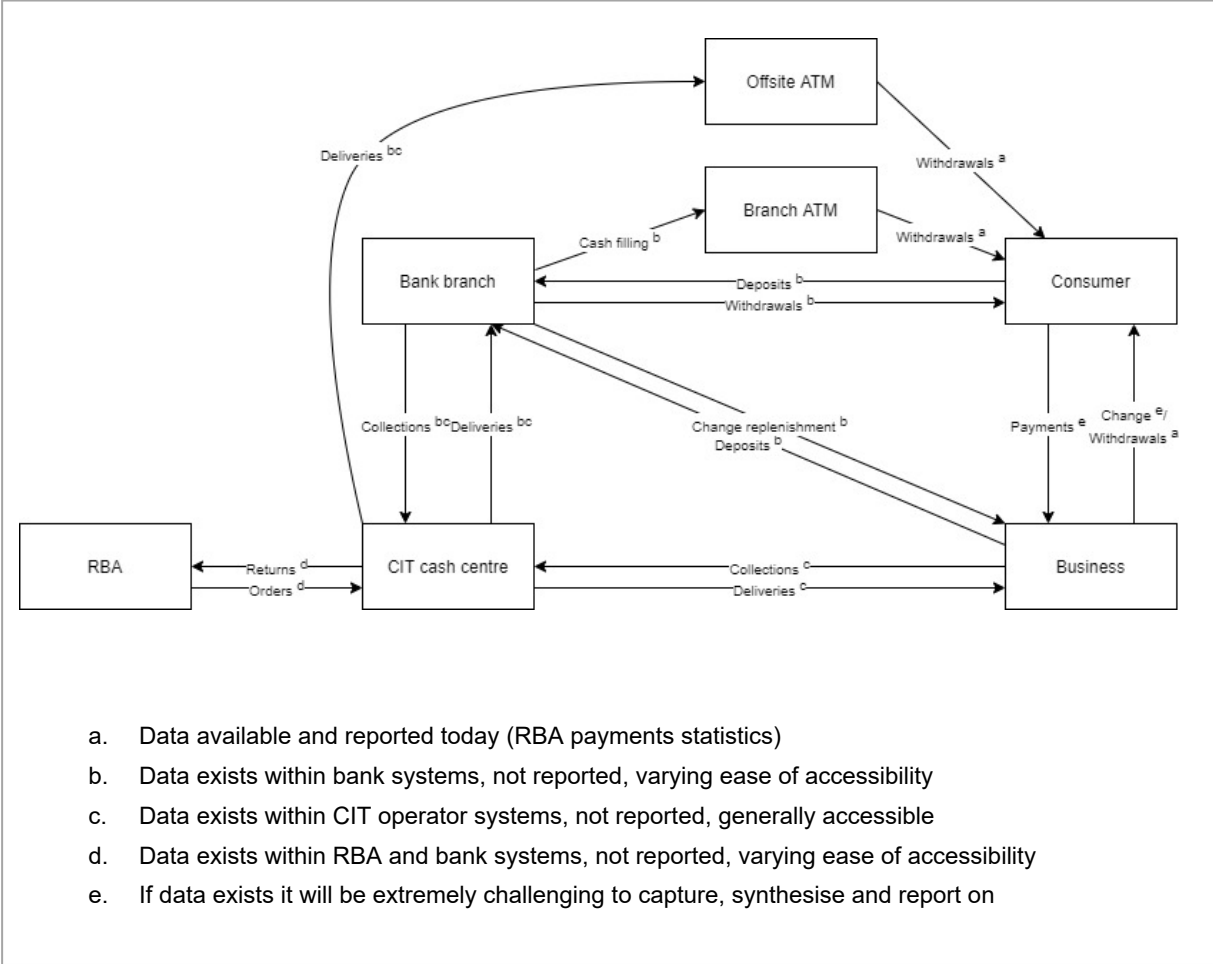 Offsite ATM
Deliveries bc
Withdrawals a
Branch ATM
Cash filling b
Withdrawals a
Bank branch
Deposits b
Withdrawals b
Consumer
Collections bc
Deliveries bc
Change replenishment b
Deposits b
Payments e
Change e/
Withdrawals a
RBA
Returns d
Orders d
CIT cash centre
Collections c
Deliveries c
Business
a. Data available and reported today (RBA payments statistics)
b. Data exists within bank systems, not reported, varying ease of accessibility
c. Data exists within CIT operator systems, not reported, generally accessible
d. Data exists within RBA and bank systems, not reported, varying ease of accessibility
e. If data exists it will be extremely challenging to capture, synthesise and report on